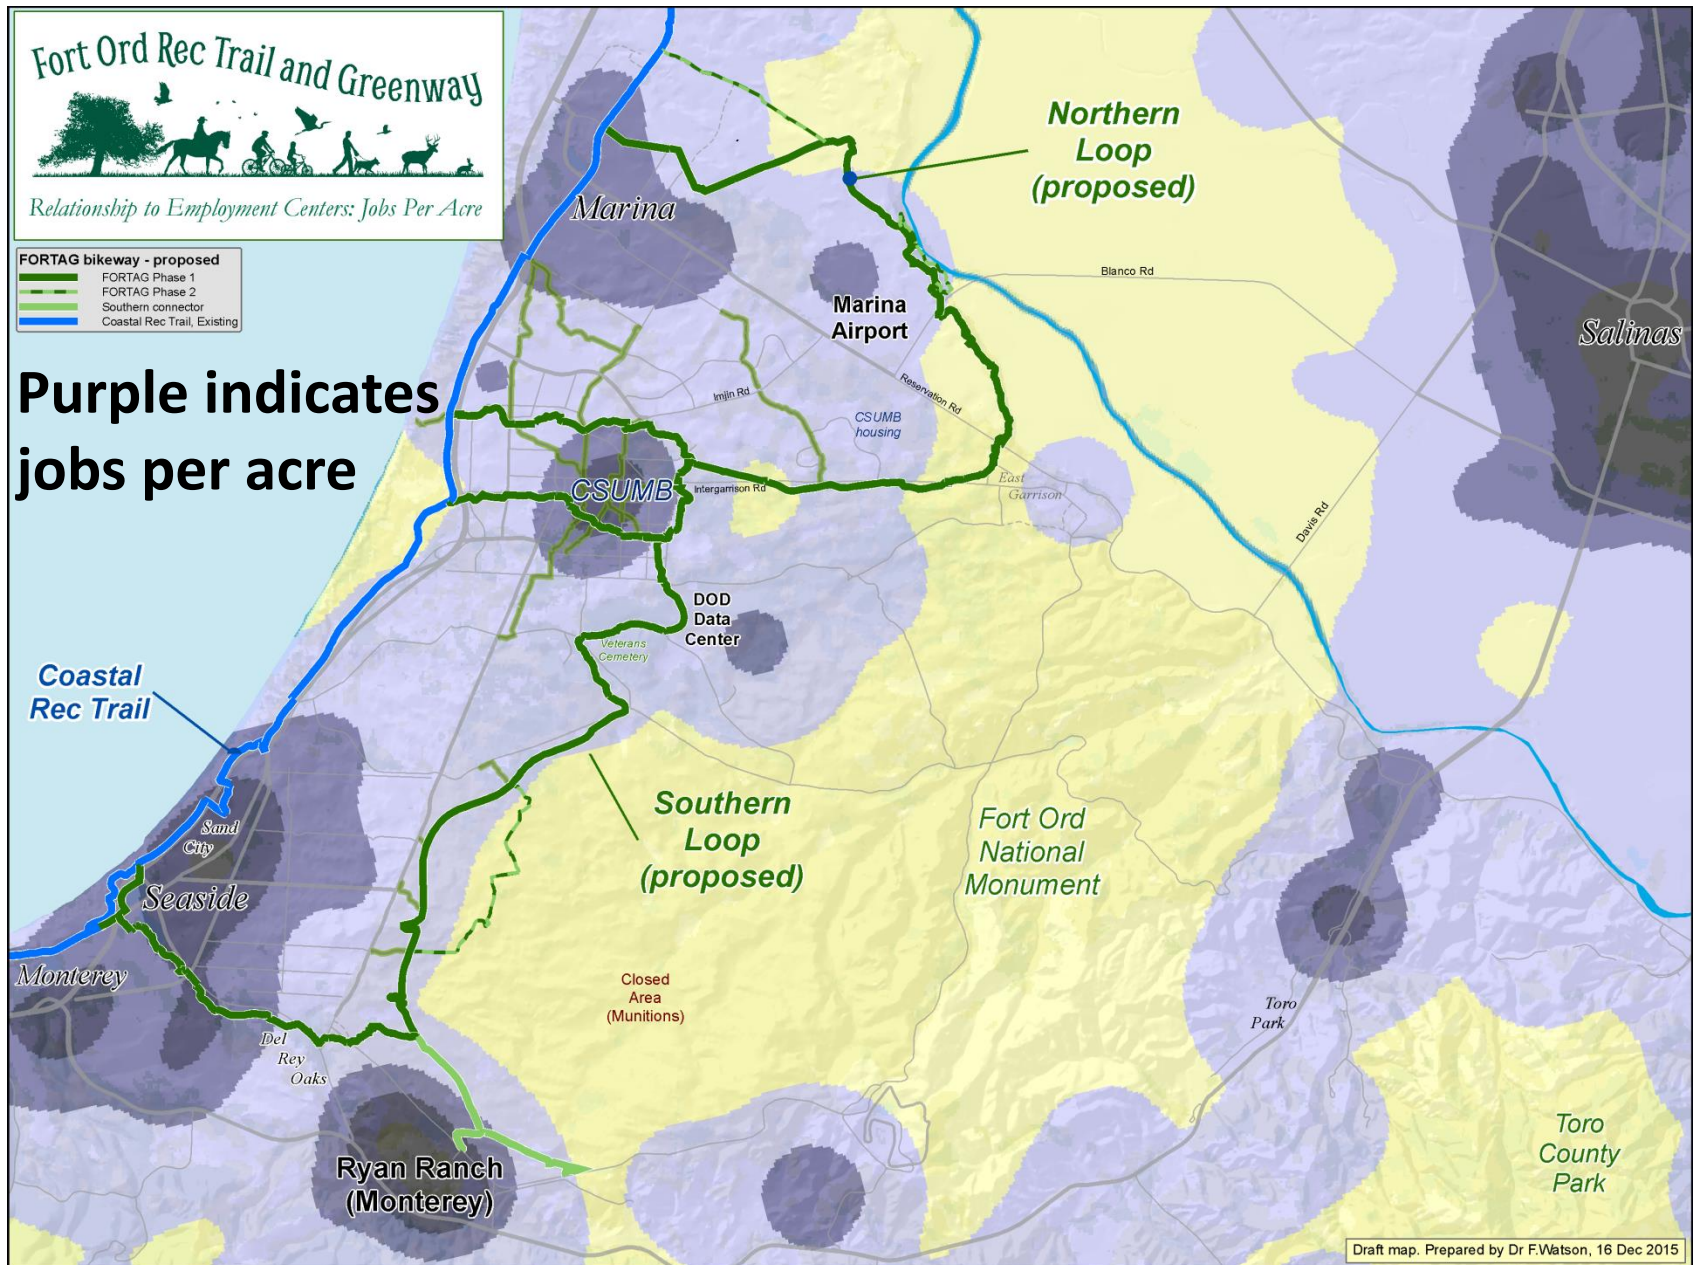 Fort Ord Rec Trail and Greenway
Relationship to Employment Centers: Jobs Per Acre
FORTAG bikeway - proposed
FORTAG Phase 1
FORTAG Phase 2
Southern connector
Coastal Rec Trail, Existing
Purple indicates
jobs per acre
Northern
Loop
(proposed)
Marina
Blanco Rd
Marina
Airport
Salinas
Imjin Rd
Reservation Rd
CSUMB
housing
CSUMB
Intergarrison Rd
East
Garrison
Davis Rd
DOD
Data
Center
Veterans
Cemetery
Coastal
Rec Trail
Southern
Loop
(proposed)
Fort Ord
National
Monument
Sand
City
Seaside
Monterey
Closed
Area
(Munitions)
Toro
Park
Del
Rey
Oaks
Ryan Ranch
(Monterey)
Toro
County
Park
Draft map. Prepared by Dr F.Watson, 16 Dec 2015